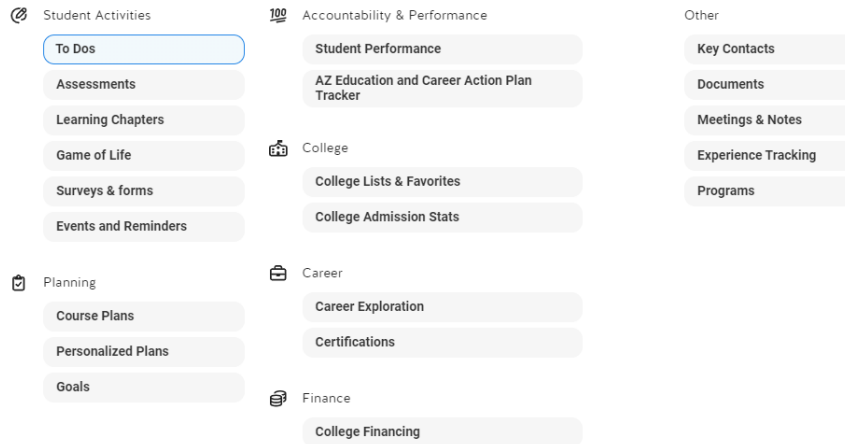 Student Activities
To Dos
Assessments
Learning Chapters
Game of Life
Surveys & forms
Events and Reminders
Planning
Course Plans
Personalized Plans
Goals
100
Accountability & Performance
Student Performance
AZ Education and Career Action Plan
Tracker
College
College Lists & Favorites
College Admission Stats
Career
Career Exploration
Certifications
Finance
College Financing
Other
Key Contacts
Documents
Meetings & Notes
Experience Tracking
Programs